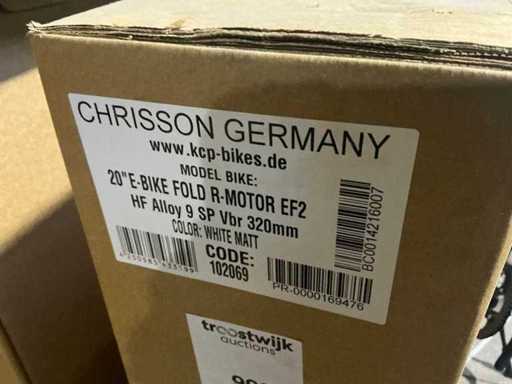 CHRISSON GERMANY
www.kcp-bikes.de
MODEL BIKE:
20"E-BIKE FOLD R-MOTOR EF2
HF Alloy 9 SP Vbr 320mm
COLOR: WHITE MATT
CODE:
102069
PR-0000169476
BC0014216007
troostwijk
auctions